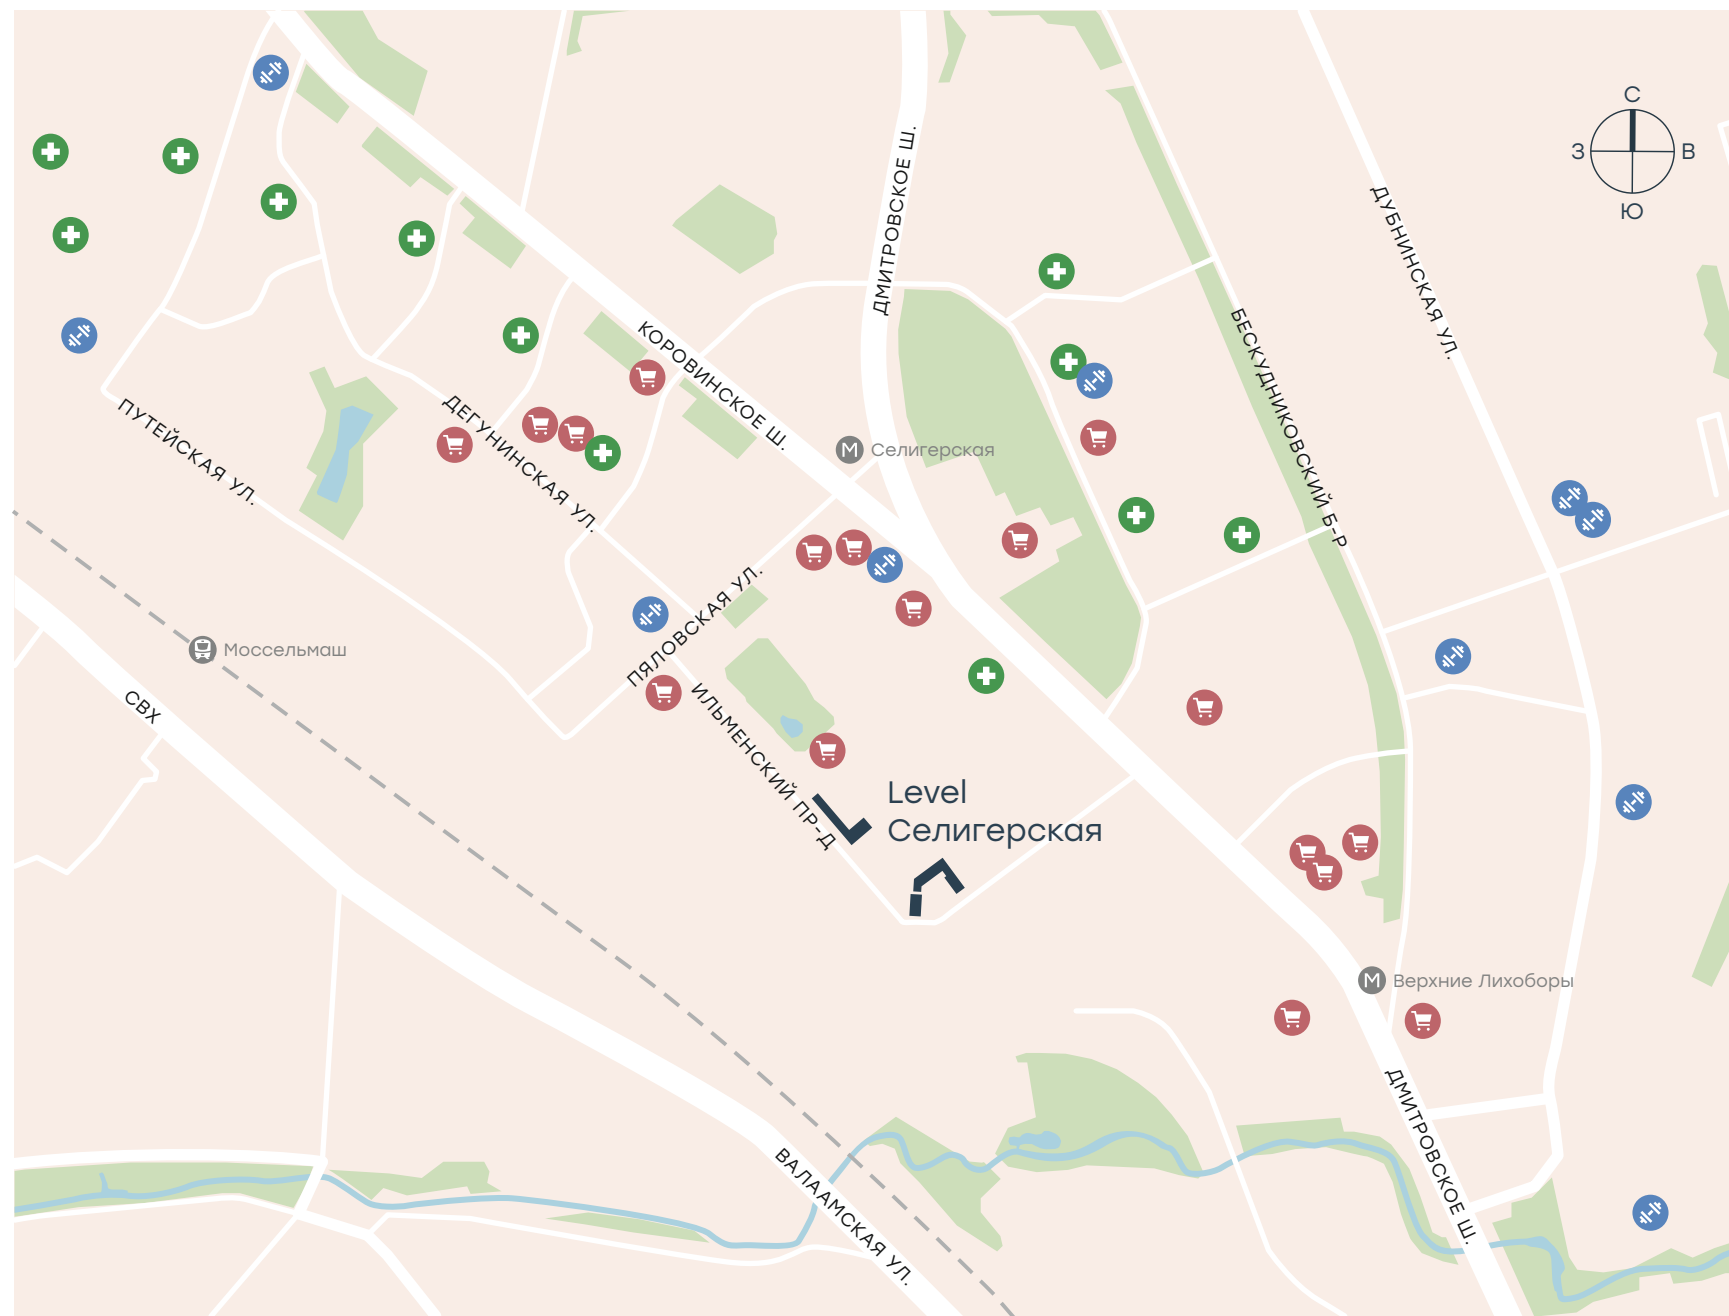 С
З
В
Ю
ДМИТРОВСКОЕ Ш.
ДУБНИНСКАЯ УЛ.
КОРОВИНСКОЕ Ш.
БЕСКУДНИКОВСКИЙ Б-Р
ПУТЕЙСКАЯ УЛ.
ДЕГУНИНСКАЯ УЛ.
М
Селигерская
ПЯЛОВСКАЯ УЛ.
Моссельмаш
СВХ
ИЛЬМЕНСКИЙ ПР-Д
Level
Селигерская
М
Верхние Лихоборы
ДМИТРОВСКОЕ Ш.
ВАЛААМСКАЯ УЛ.